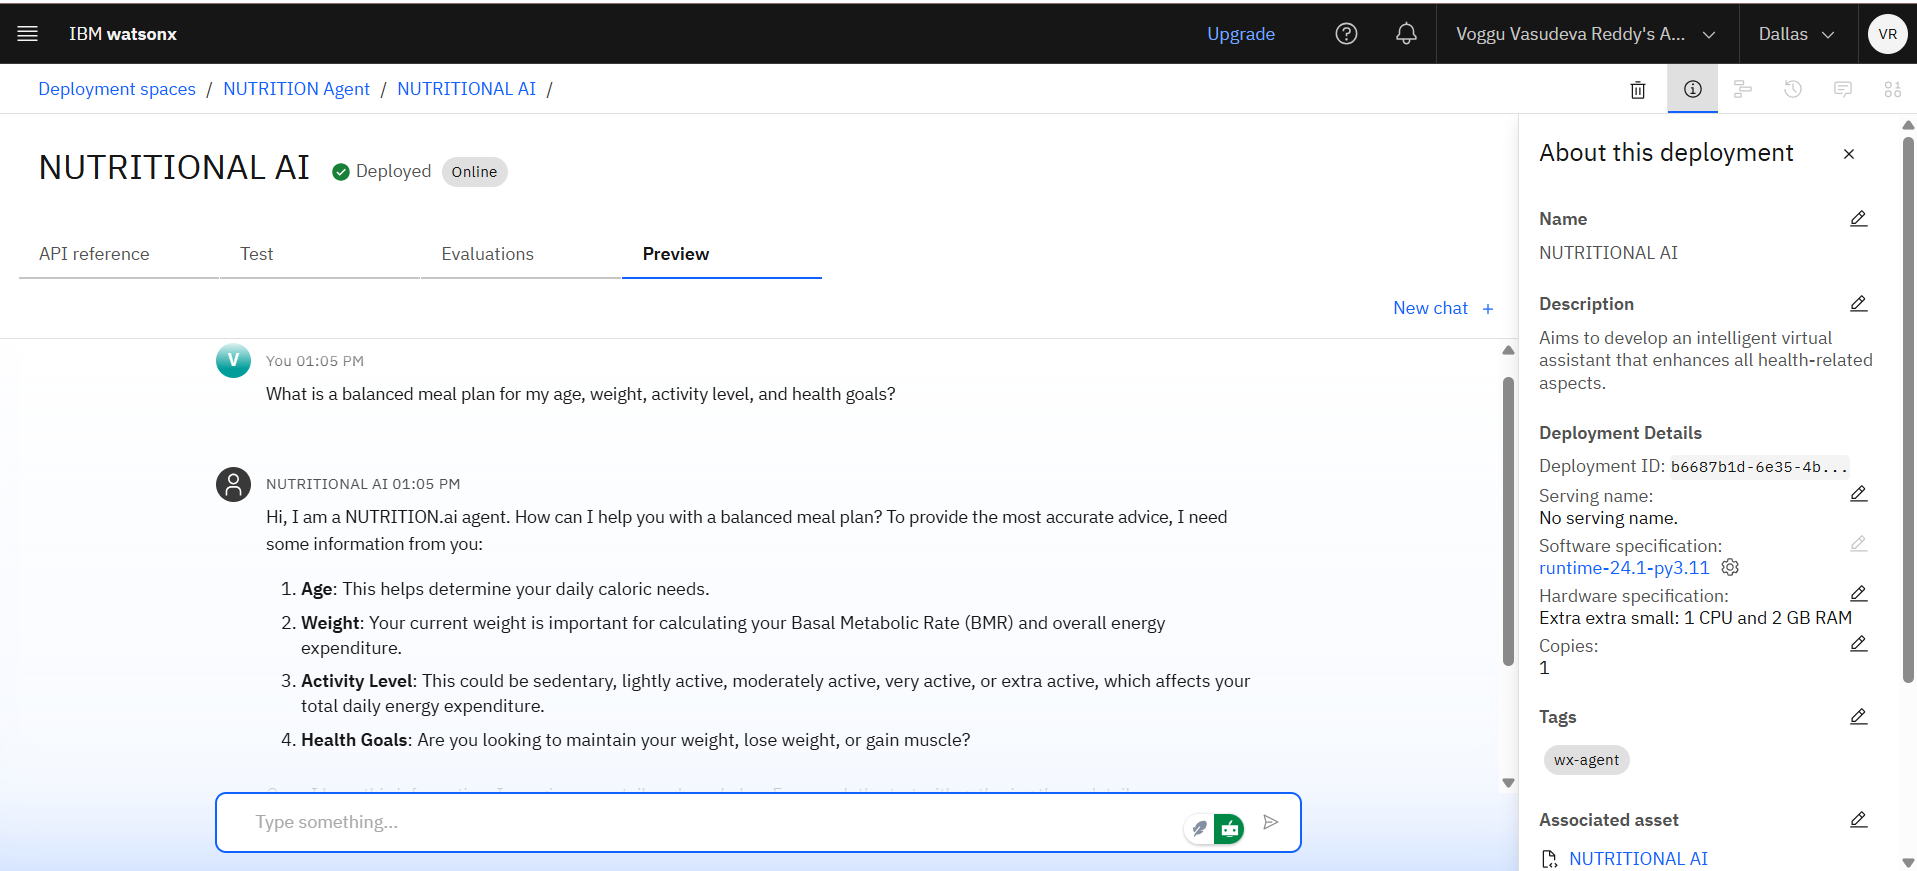 IBM watsonx
Upgrade
Voggu Vasudeva Reddy's A...
Dallas
VR
Deployment spaces / NUTRITION Agent / NUTRITIONAL AI /
NUTRITIONAL AI
Deployed
Online
API reference
Test
Evaluations
Preview
New chat +
V
You 01:05 PM
What is a balanced meal plan for my age, weight, activity level, and health goals?
NUTRITIONAL AI 01:05 PM
Hi, I am a NUTRITION.ai agent. How can I help you with a balanced meal plan? To provide the most accurate advice, I need
some information from you:
1. Age: This helps determine your daily caloric needs.
2. Weight: Your current weight is important for calculating your Basal Metabolic Rate (BMR) and overall energy
expenditure.
3. Activity Level: This could be sedentary, lightly active, moderately active, very active, or extra active, which affects your
total daily energy expenditure.
4. Health Goals: Are you looking to maintain your weight, lose weight, or gain muscle?
Type something...
About this deployment
Name
NUTRITIONAL AI
Description
Aims to develop an intelligent virtual
assistant that enhances all health-related
aspects.
Deployment Details
Deployment ID: b6687b1d-6e35-4b...
Serving name:
No serving name.
Software specification:
runtime-24.1-py3.11
Hardware specification:
Extra extra small: 1 CPU and 2 GB RAM
Copies:
1
Tags
wx-agent
Associated asset
NUTRITIONAL AI